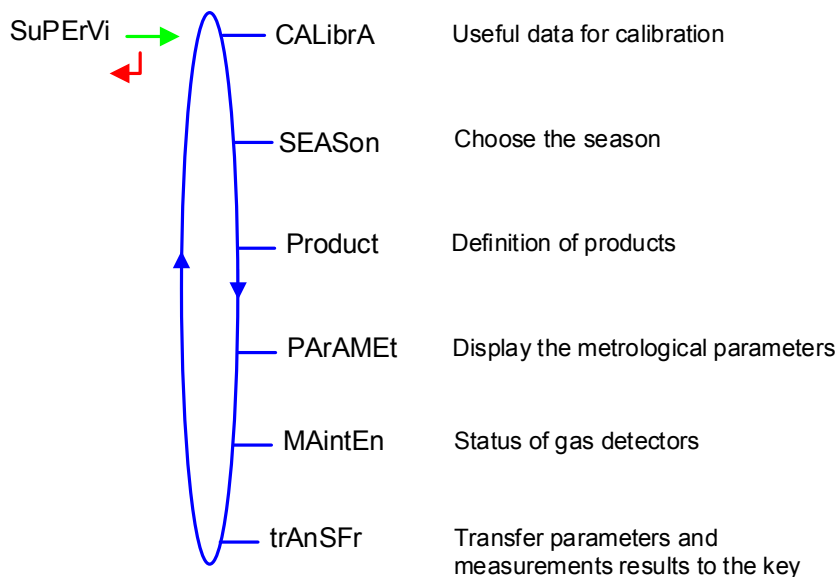 SuPErVi
CALibrA Useful data for calibration
SEASon Choose the season
Product Definition of products
PArAMEt Display the metrological parameters
MAintEn Status of gas detectors
trAnSFr Transfer parameters and
measurements results to the key